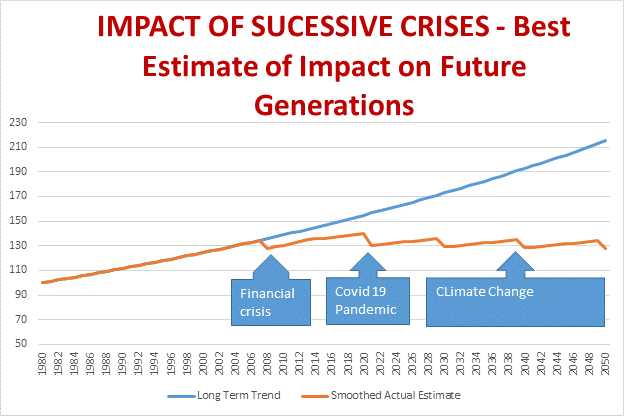 IMPACT OF SUCESSIVE CRISES - Best
Estimate of Impact on Future
Generations
230
210
190
170
150
130
110
90
70
50
Financial
crisis
Covid 19
Pandemic
CLimate Change
1980 1982 1984 1986 1988 1990 1992 1994 1996 1998 2000 2002 2004 2006 2008 2010 2012 2014 2016 2018 2020 2022 2024 2026 2028 2030 2032 2034 2036 2038 2040 2042 2044 2046 2048 2050
Long Term Trend Smoothed Actual Estimate